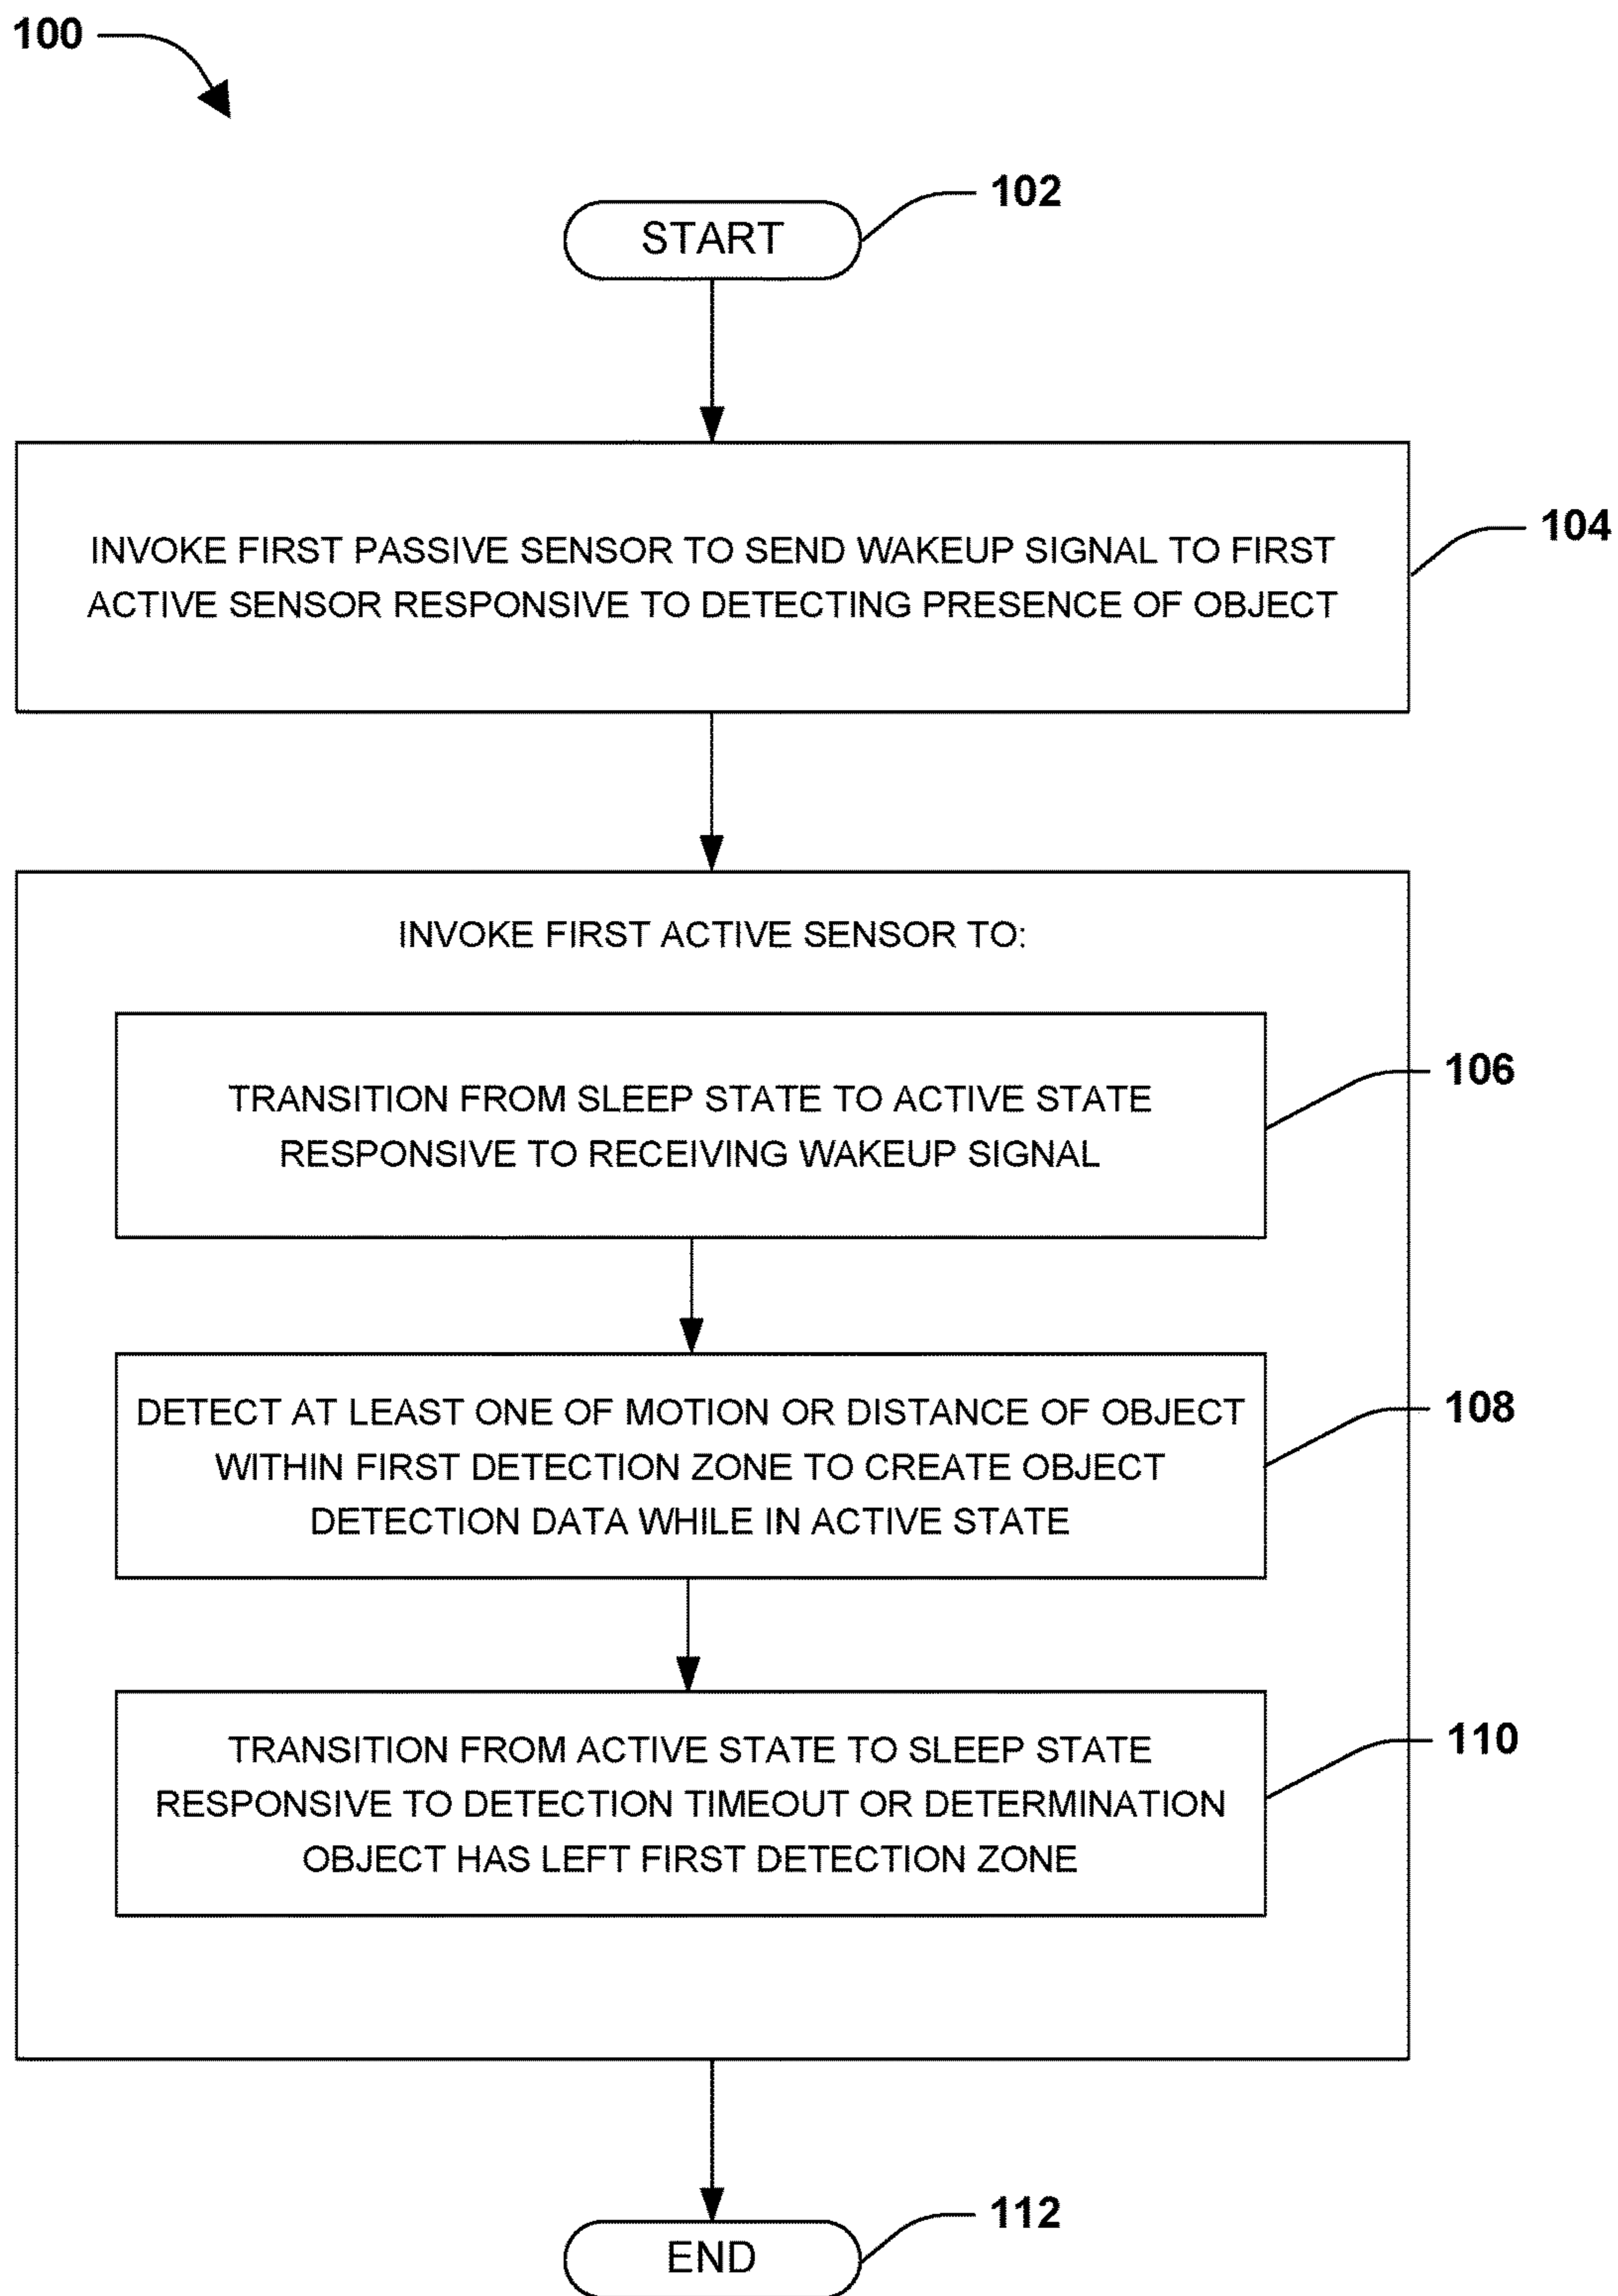 100
102
START
104
INVOKE FIRST PASSIVE SENSOR TO SEND WAKEUP SIGNAL TO FIRST
ACTIVE SENSOR RESPONSIVE TO DETECTING PRESENCE OF OBJECT
INVOKE FIRST ACTIVE SENSOR TO:
106
TRANSITION FROM SLEEP STATE TO ACTIVE STATE
RESPONSIVE TO RECEIVING WAKEUP SIGNAL
108
DETECT AT LEAST ONE OF MOTION OR DISTANCE OF OBJECT
WITHIN FIRST DETECTION ZONE TO CREATE OBJECT
DETECTION DATA WHILE IN ACTIVE STATE
110
TRANSITION FROM ACTIVE STATE TO SLEEP STATE
RESPONSIVE TO DETECTION TIMEOUT OR DETERMINATION
OBJECT HAS LEFT FIRST DETECTION ZONE
112
END